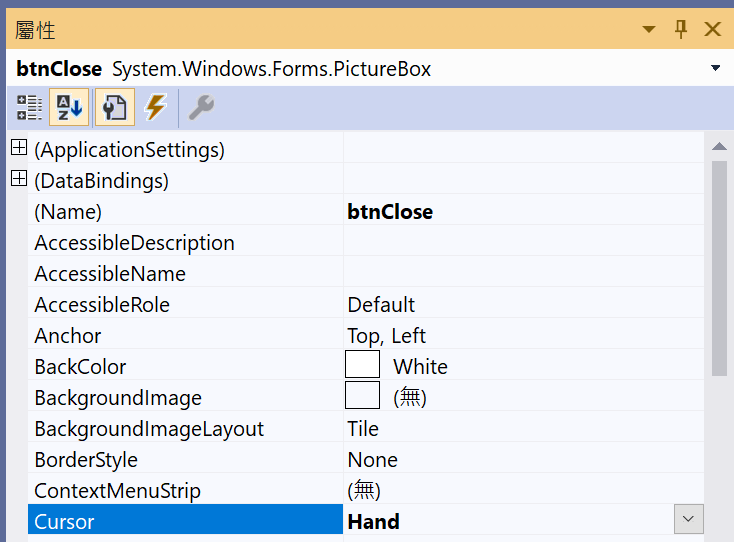 屬性
btnClose System.Windows.Forms.PictureBox
(ApplicationSettings)
(DataBindings)
(Name) btnClose
AccessibleDescription
AccessibleName
AccessibleRole Default
Anchor Top, Left
BackColor White
BackgroundImage (無)
BackgroundImageLayout Tile
BorderStyle None
ContextMenuStrip (無)
Cursor Hand